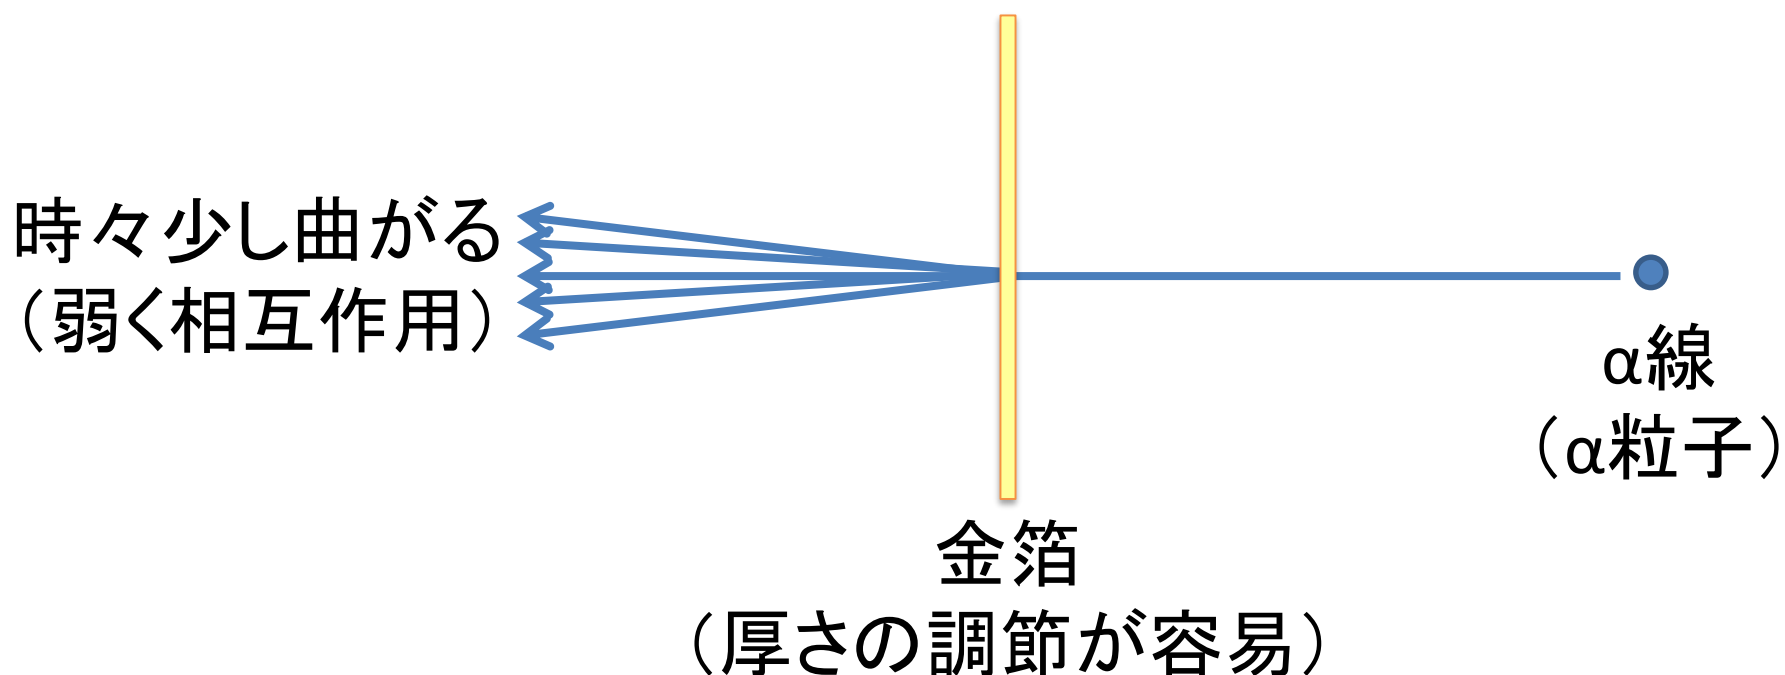 時々少し曲がる
（弱く相互作用）
α線
（α粒子）
金箔
（厚さの調節が容易）